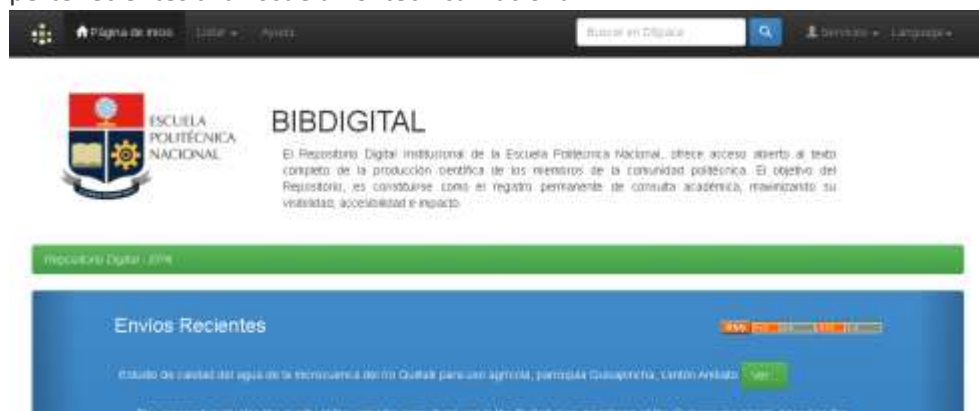 Página de inicio Listar Ayuda Buscar en DSpace Servicios Language
ESCUELA
POLITÉCNICA
NACIONAL
BIBDIGITAL
El Repositorio Digital Institucional de la Escuela Politécnica Nacional, ofrece acceso abierto al texto
completo de la producción científica de los miembros de la comunidad politécnica. El objetivo del
Repositorio, es constituirse como el registro permanente de consulta académica, maximizando su
visibilidad, accesibilidad e impacto.
Repositorio Digital - EPN
Envíos Recientes
RSS
Estudio de calidad del agua de la microcuenca del río Quillalli para uso agrícola, parroquia Quisapincha, cantón Ambato Ver